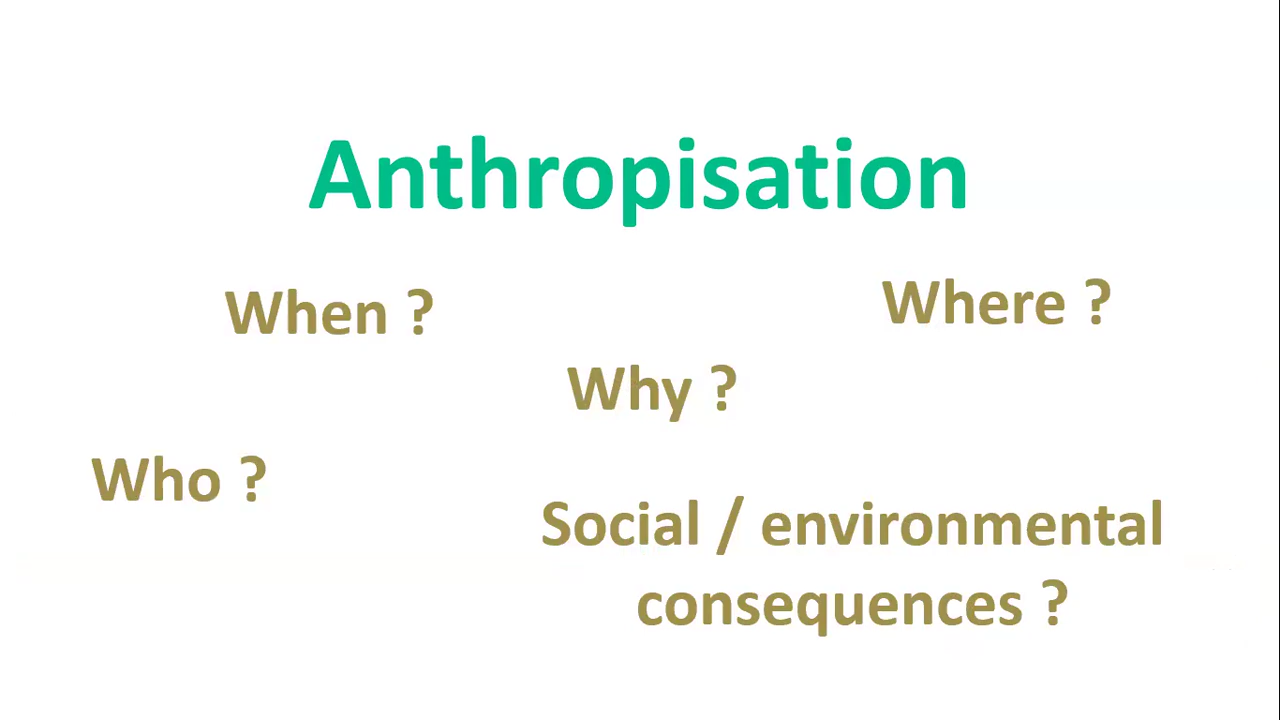 Anthropisation
When ?
Where ?
Why ?
Who ?
Social / environmental
consequences ?